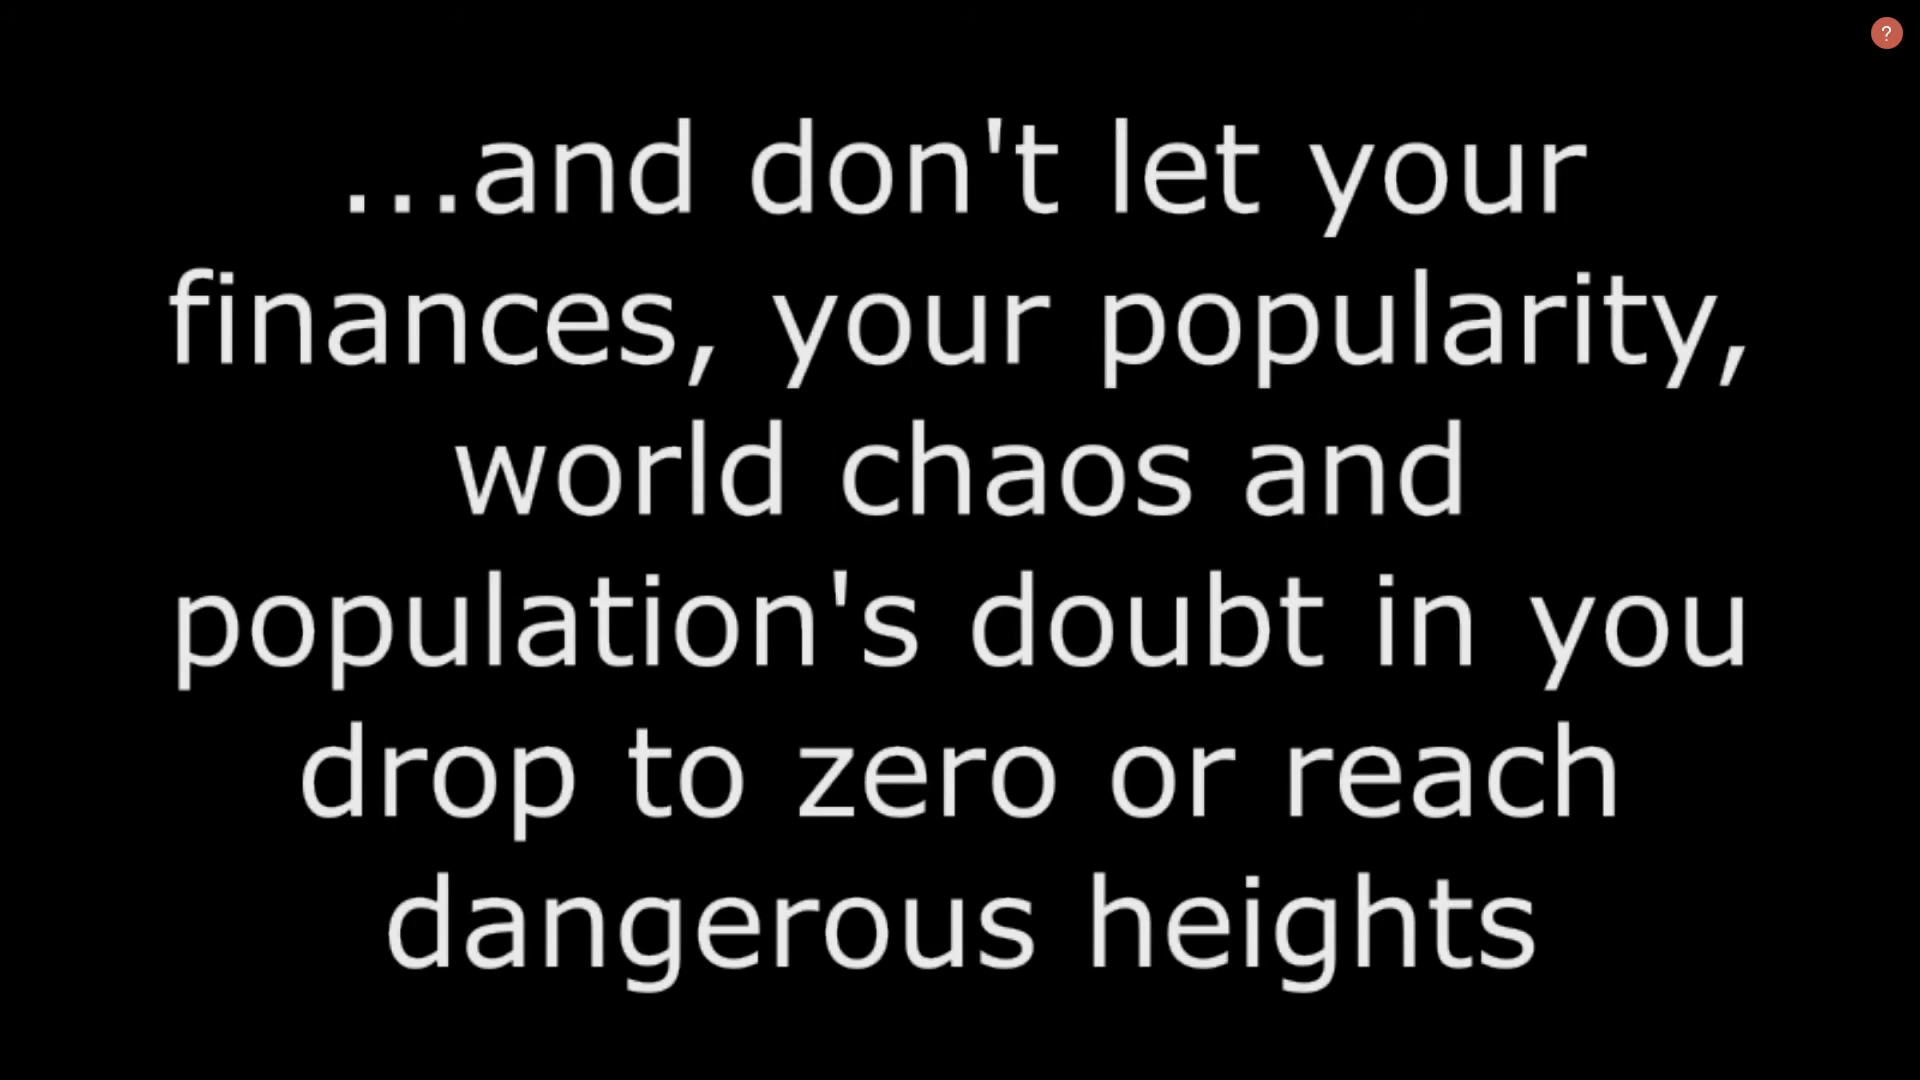 ?
...and don't let your
finances, your popularity,
world chaos and
population's doubt in you
drop to zero or reach
dangerous heights